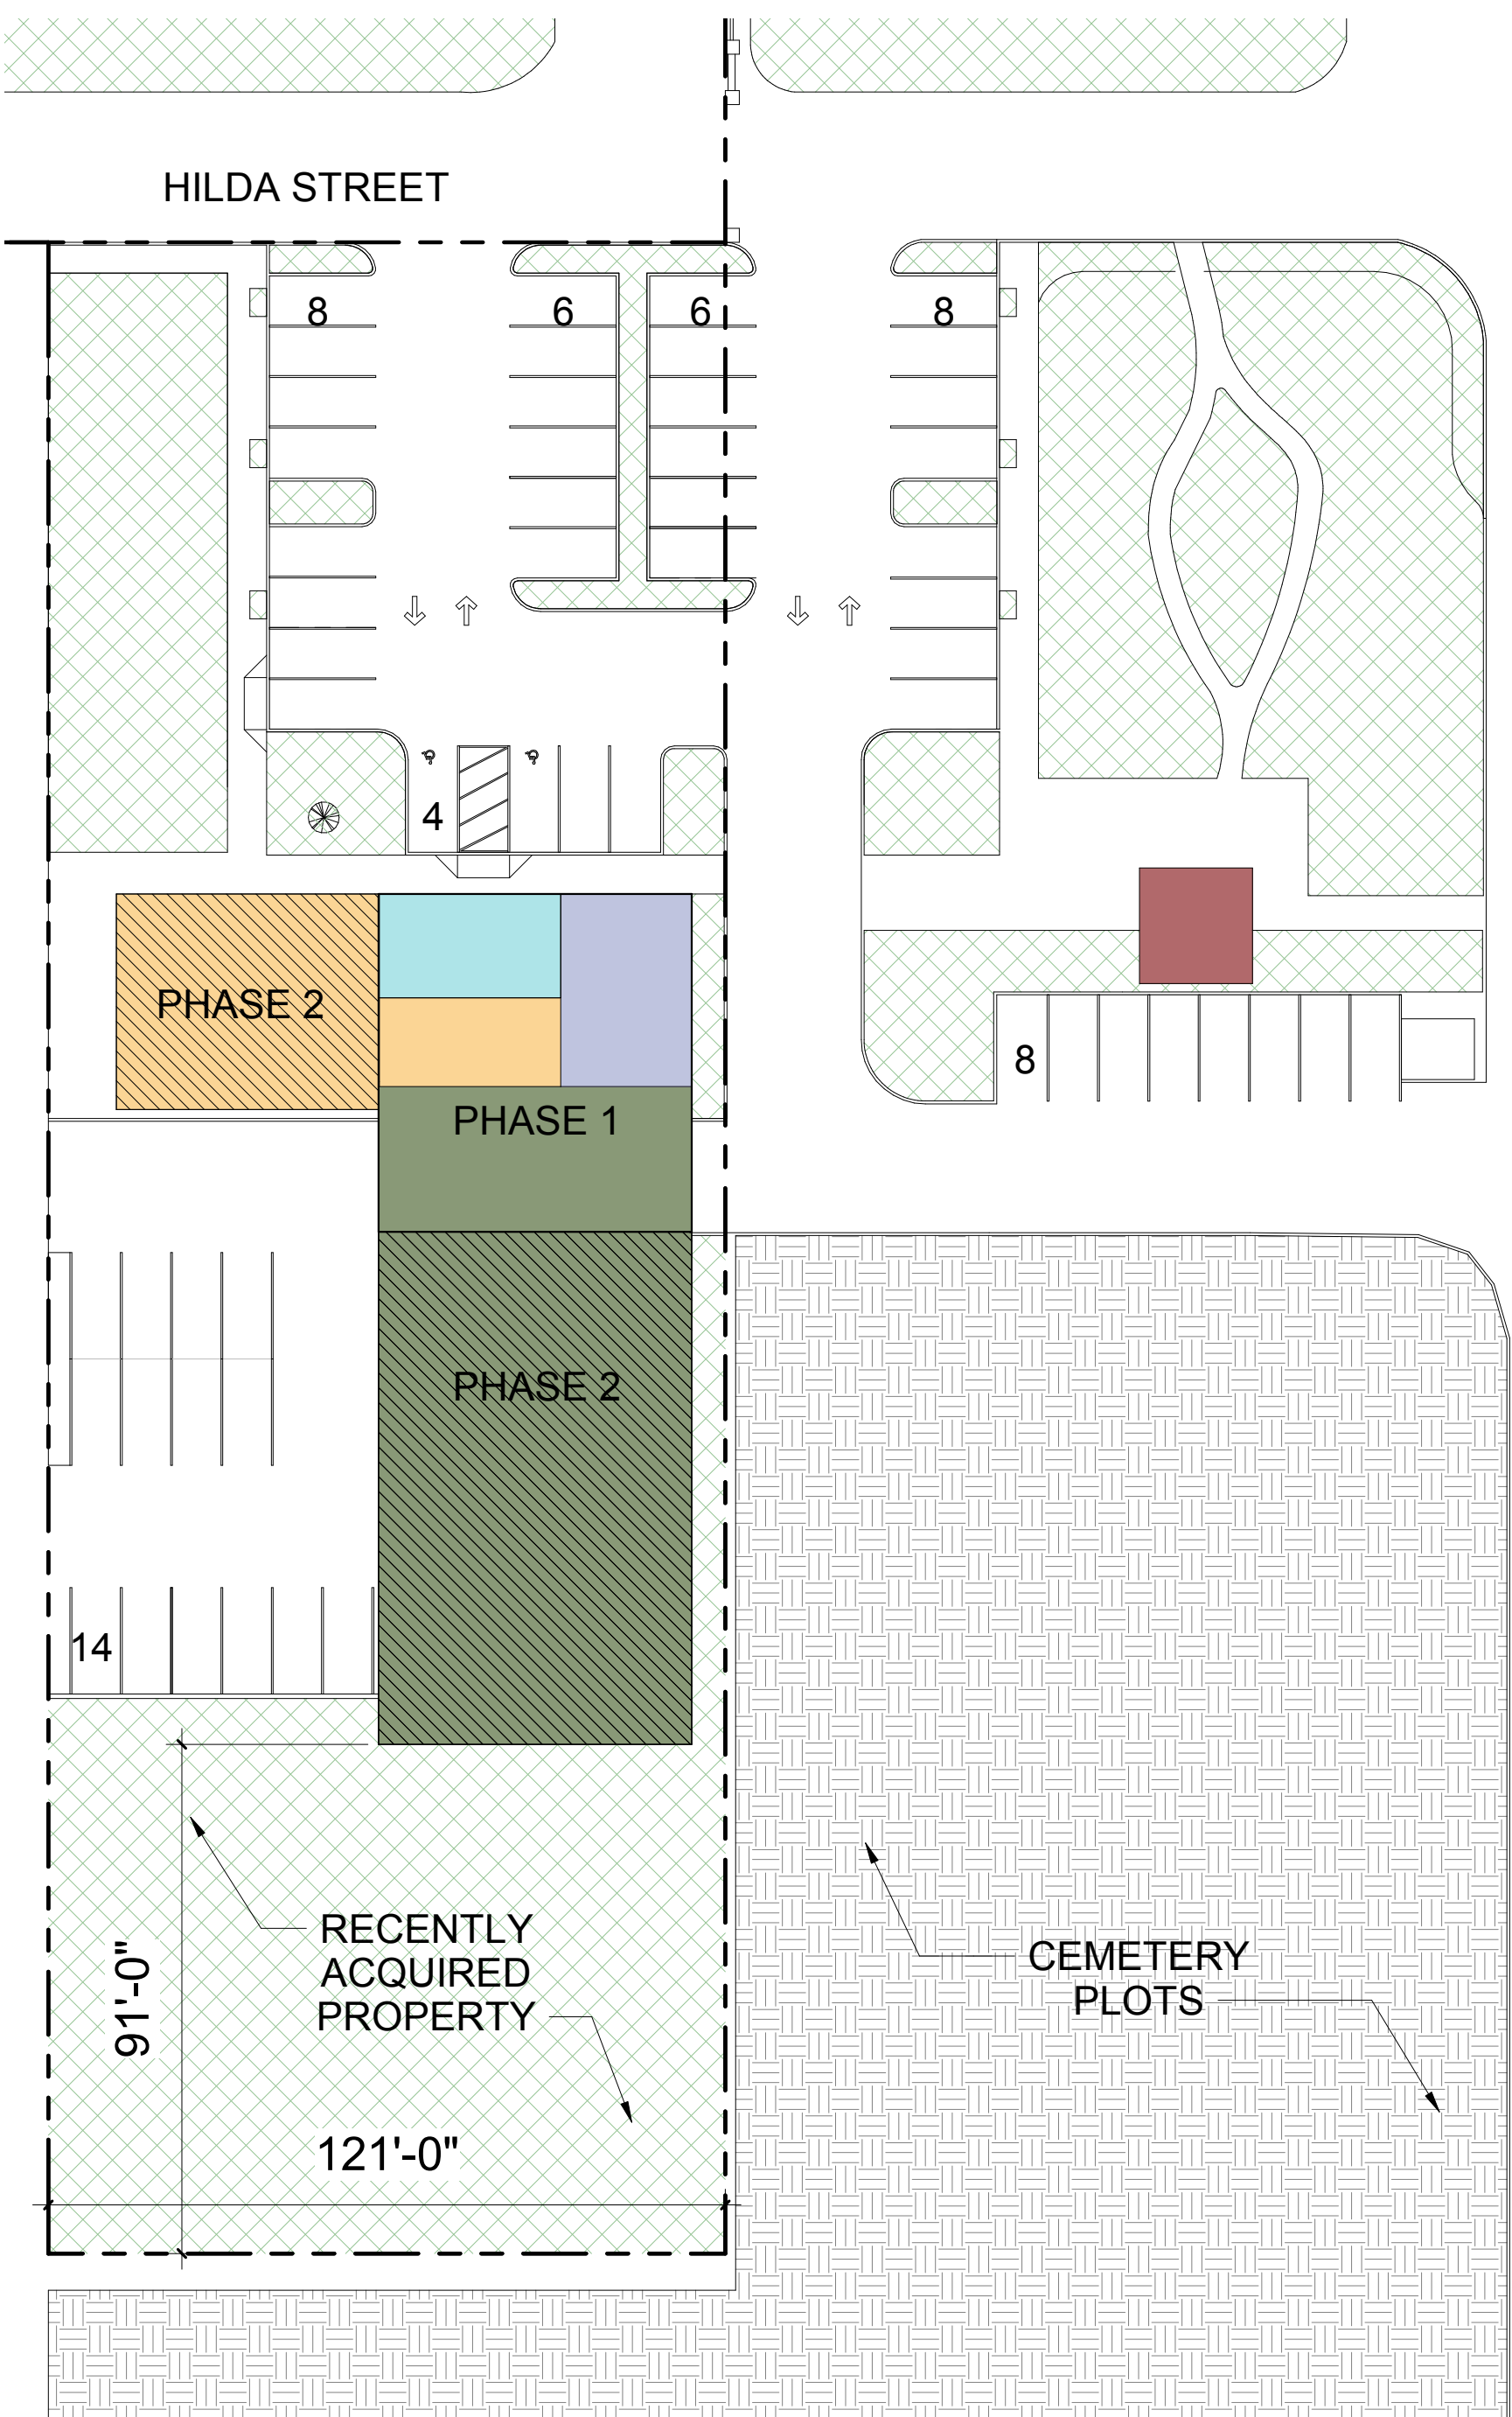 HILDA STREET
8
6
6
8
4
PHASE 2
8
PHASE 1
PHASE 2
14
RECENTLY
ACQUIRED
PROPERTY
CEMETERY
PLOTS
91'-0"
121'-0"